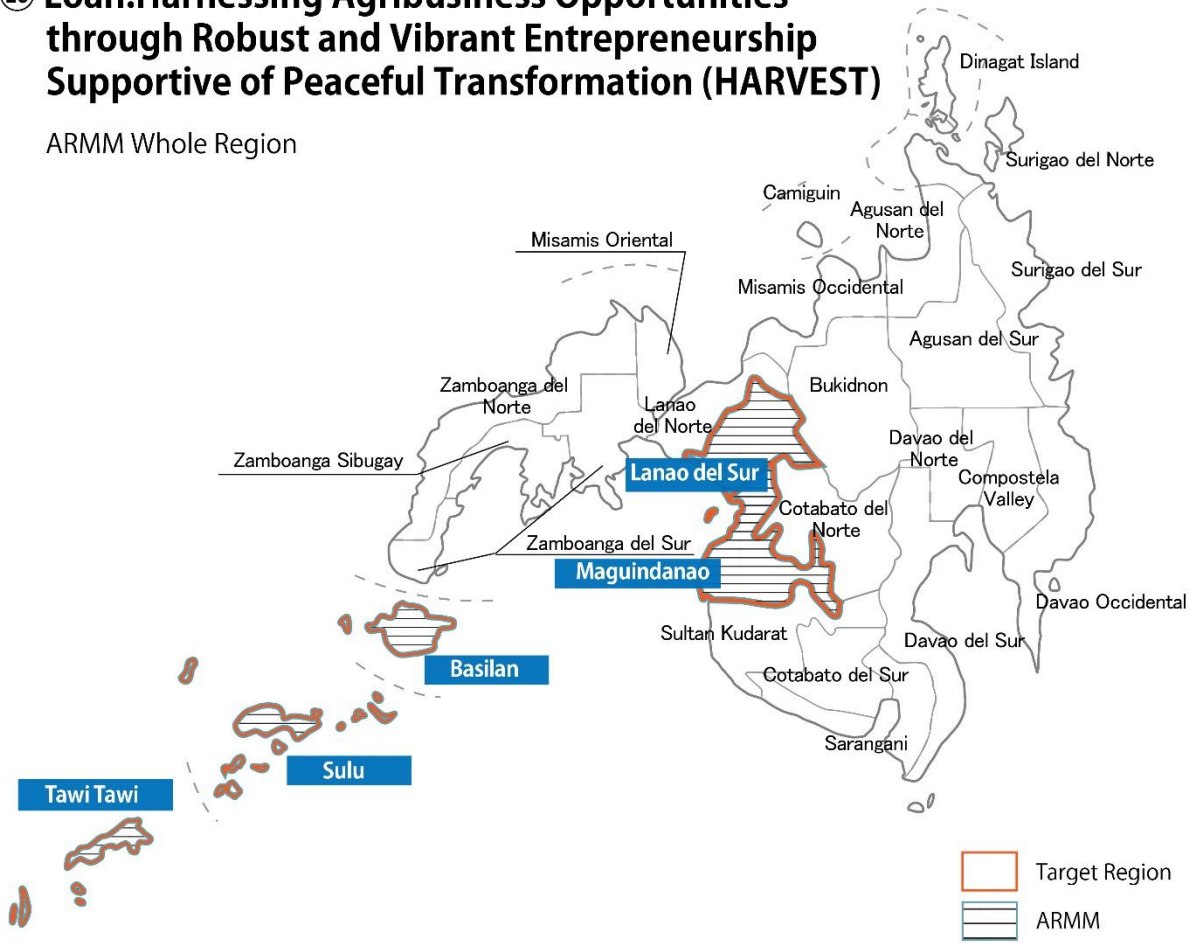 Loan:Harnessing Agribusiness Opportunities
through Robust and Vibrant Entrepreneurship
Supportive of Peaceful Transformation (HARVEST)
ARMM Whole Region
Dinagat Island
Surigao del Norte
Camiguin
Agusan del
Norte
Misamis Oriental
Surigao del Sur
Misamis Occidental
Agusan del Sur
Zamboanga del
Norte
Bukidnon
Lanao
del Norte
Davao del
Norte
Zamboanga Sibugay
Lanao del Sur
Compostela
Valley
Cotabato del
Norte
Zamboanga del Sur
Maguindanao
Davao Occidental
Sultan Kudarat
Davao del Sur
Basilan
Cotabato del Sur
Sarangani
Sulu
Tawi Tawi
Target Region
ARMM